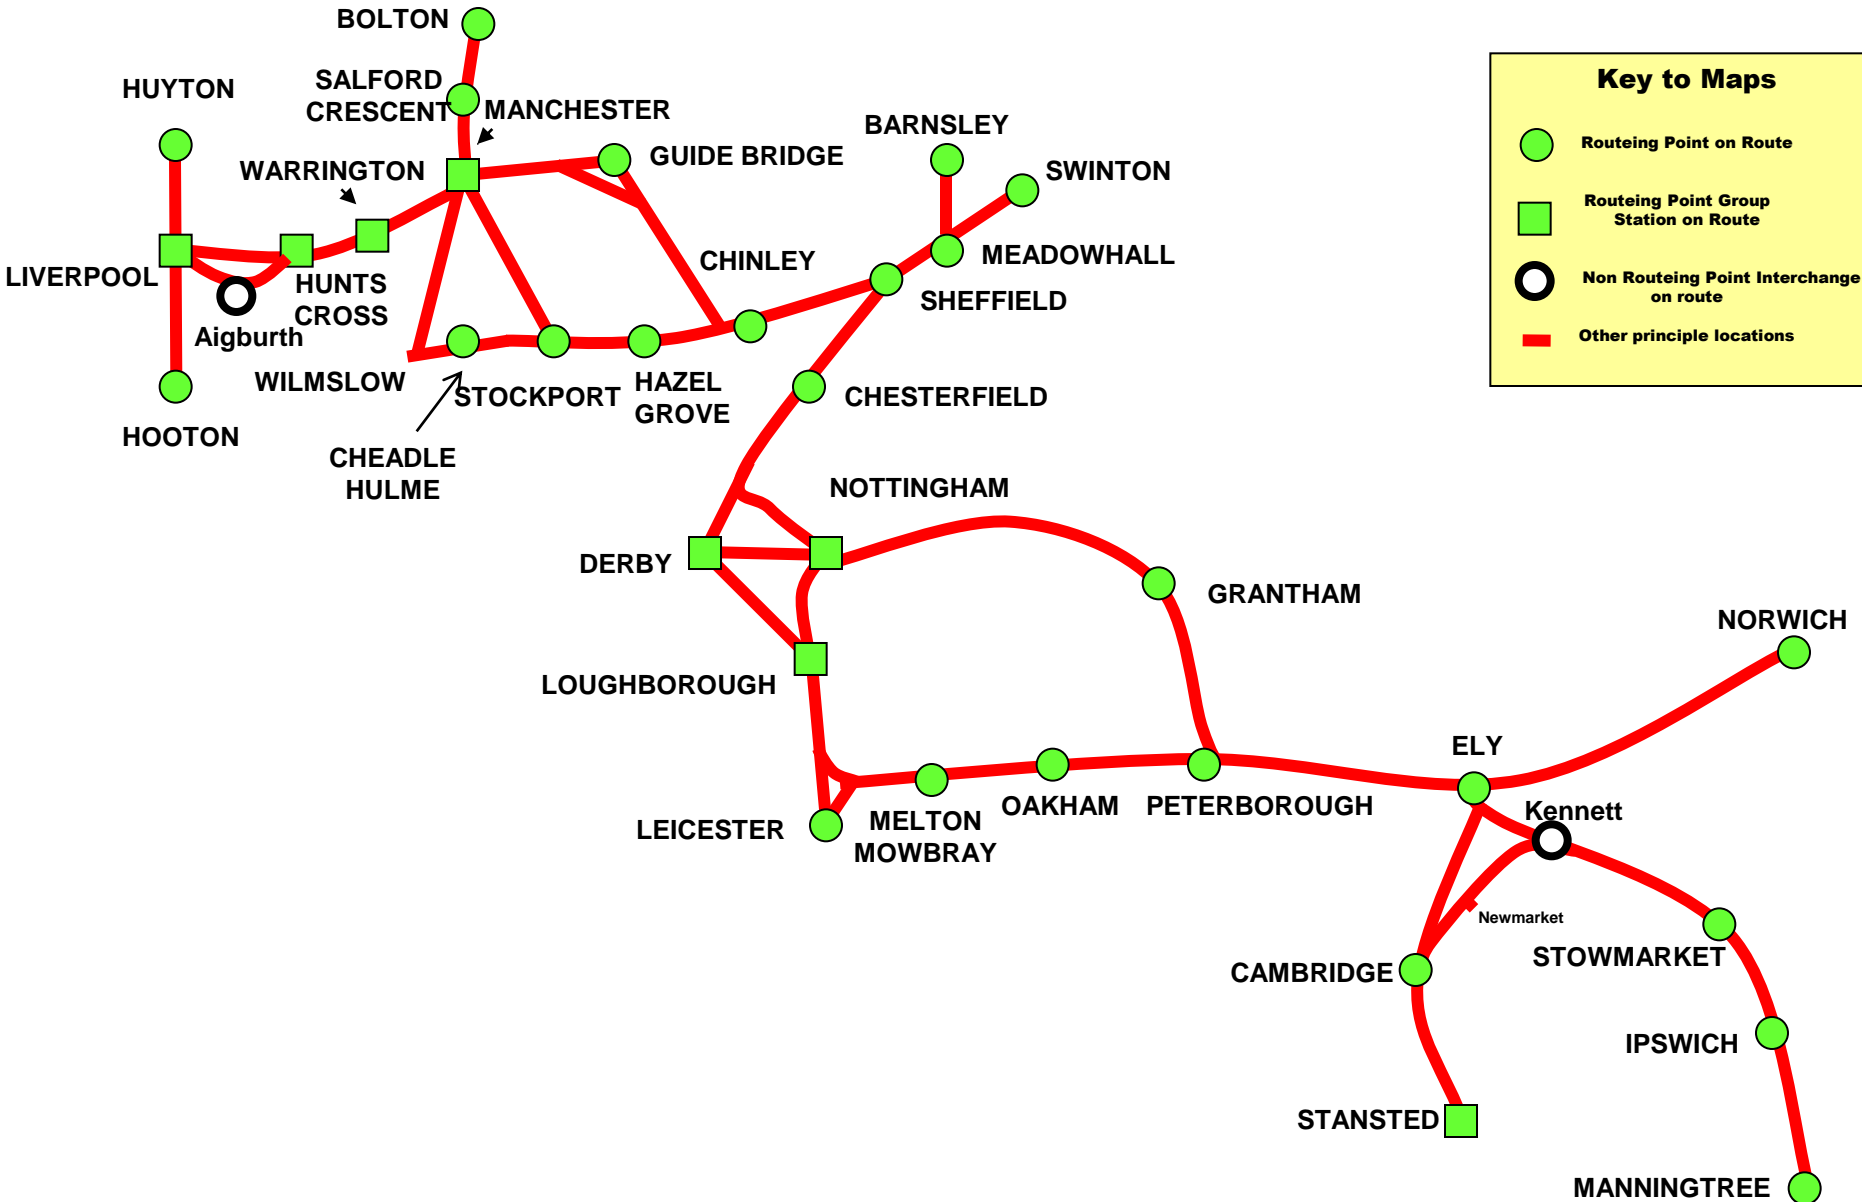 BOLTON
HUYTON
SALFORD
CRESCENT
MANCHESTER
Key to Maps
Routeing Point on Route
Routeing Point Group
Station on Route
Non Routeing Point Interchange
on route
Other principle locations
BARNSLEY
GUIDE BRIDGE
SWINTON
WARRINGTON
LIVERPOOL
HUNTS
CROSS
Aigburth
CHINLEY
MEADOWHALL
SHEFFIELD
WILMSLOW
STOCKPORT
HAZEL
GROVE
CHESTERFIELD
HOOTON
CHEADLE
HULME
NOTTINGHAM
DERBY
GRANTHAM
NORWICH
LOUGHBOROUGH
ELY
LEICESTER
MELTON
MOWBRAY
OAKHAM
PETERBOROUGH
Kennett
Newmarket
CAMBRIDGE
STOWMARKET
IPSWICH
STANSTED
MANNINGTREE